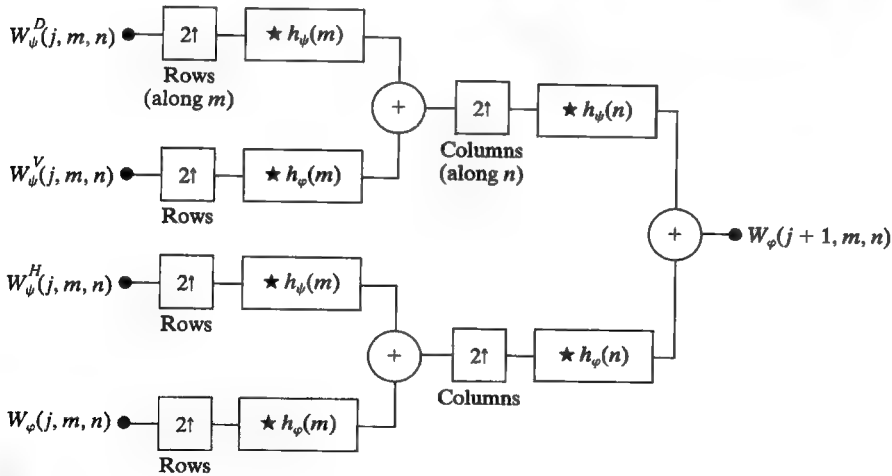 W_ψ^D(j, m, n) 2↑ ★ h_ψ(m)
Rows
(along m)
+ 2↑ ★ h_ψ(n)
Columns
(along n)
W_ψ^V(j, m, n) 2↑ ★ h_φ(m)
Rows
+ W_φ(j + 1, m, n)
W_ψ^H(j, m, n) 2↑ ★ h_ψ(m)
Rows
+ 2↑ ★ h_φ(n)
Columns
W_φ(j, m, n) 2↑ ★ h_φ(m)
Rows